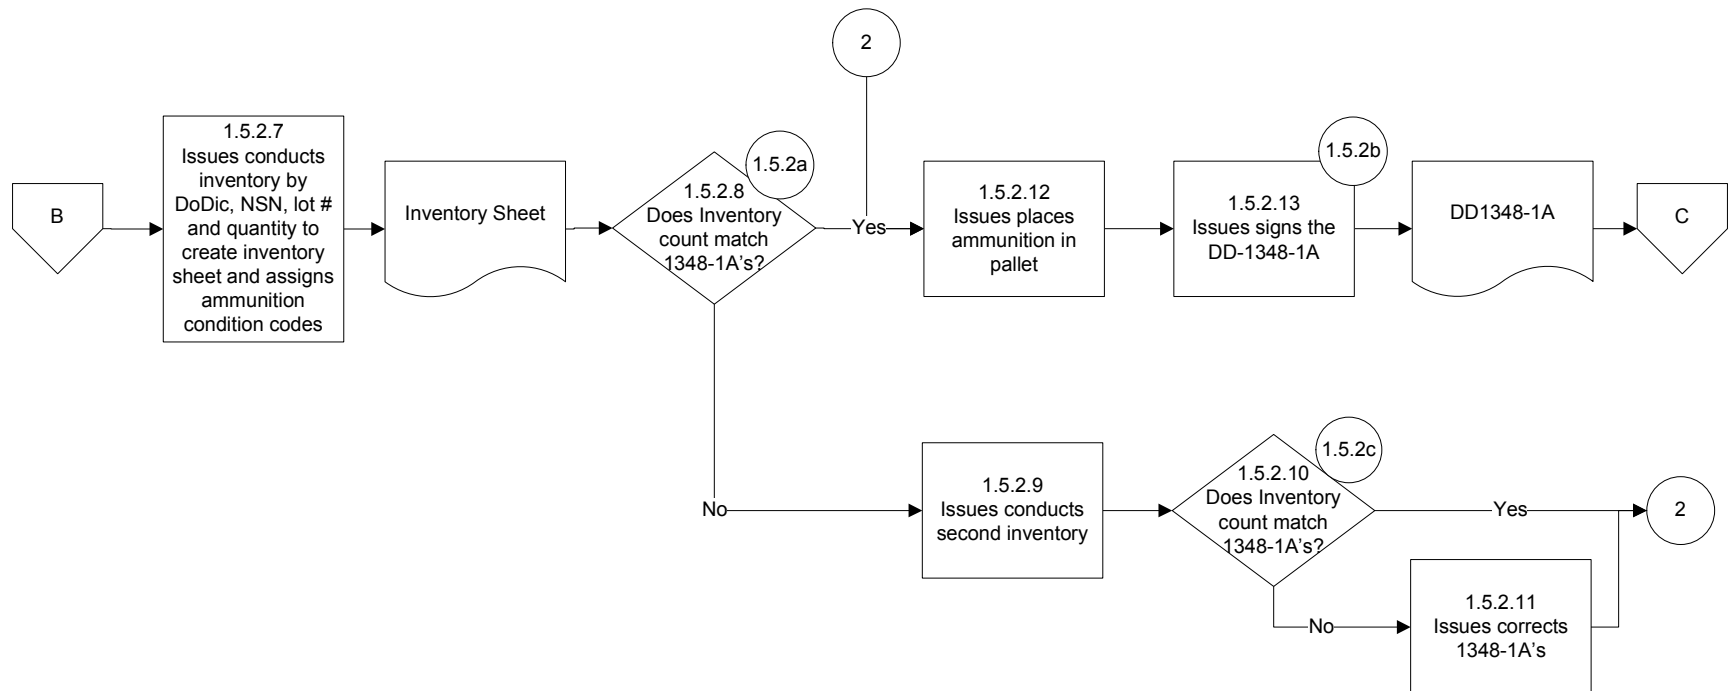 2
B
1.5.2.7
Issues conducts
inventory by
DoDic, NSN, lot #
and quantity to
create inventory
sheet and assigns
ammunition
condition codes
Inventory Sheet
1.5.2a
1.5.2.8
Does Inventory
count match
1348-1A's?
Yes
1.5.2.12
Issues places
ammunition in
pallet
1.5.2b
1.5.2.13
Issues signs the
DD-1348-1A
DD1348-1A
C
No
1.5.2.9
Issues conducts
second inventory
1.5.2c
1.5.2.10
Does Inventory
count match
1348-1A's?
Yes
2
No
1.5.2.11
Issues corrects
1348-1A's